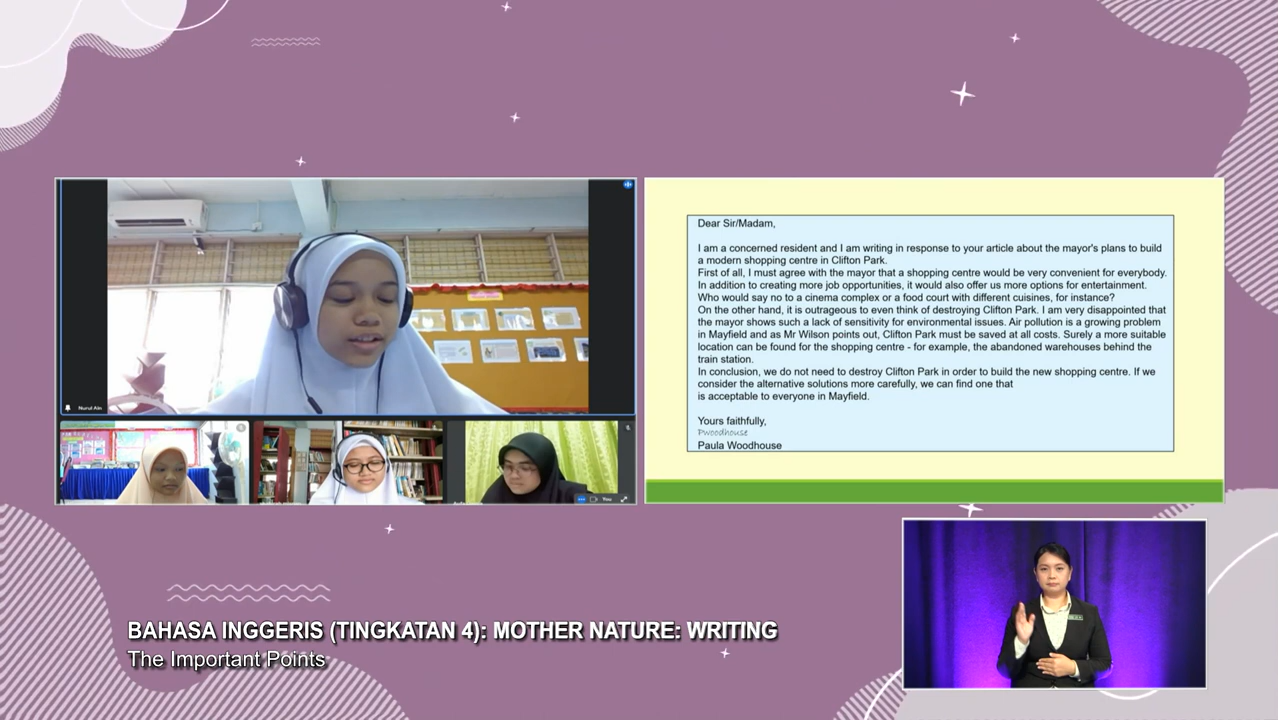 Nurul Ain
You
Dear Sir/Madam,
I am a concerned resident and I am writing in response to your article about the mayor's plans to build
a modern shopping centre in Clifton Park.
First of all, I must agree with the mayor that a shopping centre would be very convenient for everybody.
In addition to creating more job opportunities, it would also offer us more options for entertainment.
Who would say no to a cinema complex or a food court with different cuisines, for instance?
On the other hand, it is outrageous to even think of destroying Clifton Park. I am very disappointed that
the mayor shows such a lack of sensitivity for environmental issues. Air pollution is a growing problem
in Mayfield and as Mr Wilson points out, Clifton Park must be saved at all costs. Surely a more suitable
location can be found for the shopping centre - for example, the abandoned warehouses behind the
train station.
In conclusion, we do not need to destroy Clifton Park in order to build the new shopping centre. If we
consider the alternative solutions more carefully, we can find one that
is acceptable to everyone in Mayfield.
Yours faithfully,
Pwoodhouse
Paula Woodhouse
BAHASA INGGERIS (TINGKATAN 4): MOTHER NATURE: WRITING
The Important Points